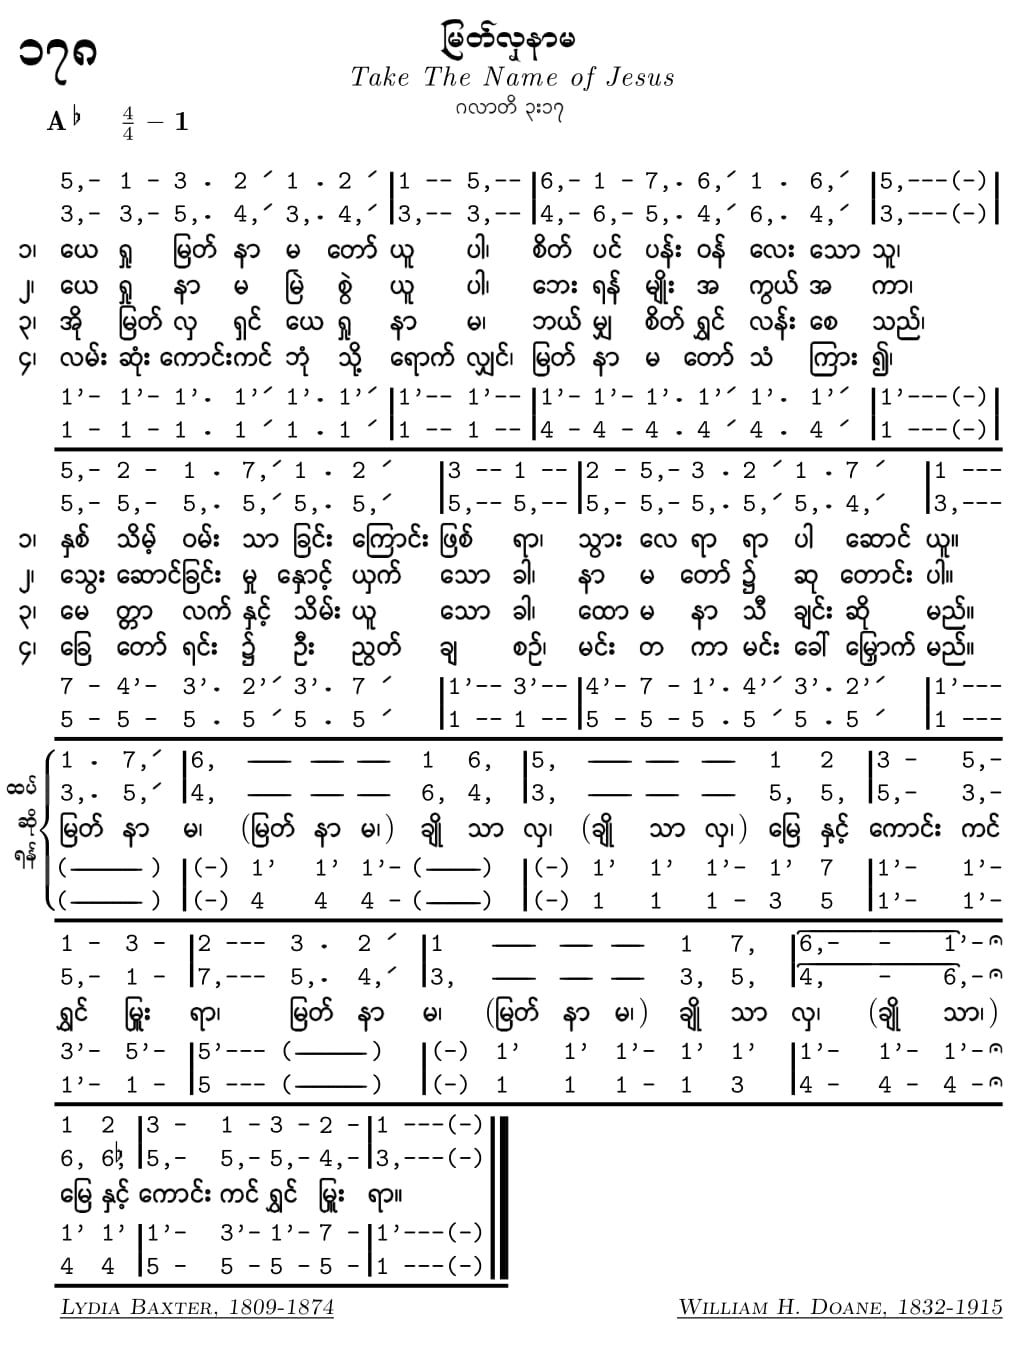 ၁၇၈
မြတ်လှနာမ
Take The Name of Jesus
ဂလာတိ ၃း၁၇
A♭ 4/4 – 1
5,- 1 - 3 . 2 ⁄ 1 . 2 ⁄ |1 -- 5,--|6,- 1 - 7,. 6,⁄ 1 . 6,⁄ |5,---(-)|
3,- 3,- 5,. 4,⁄ 3,. 4,⁄ |3,-- 3,--|4,- 6,- 5,. 4,⁄ 6,. 4,⁄ |3,---(-)|
၁၊ ယေ ရှု မြတ် နာ မ တော် ယူ ပါ၊ စိတ် ပင် ပန်း ဝန် လေး သော သူ၊
၂၊ ယေ ရှု နာ မ မြဲ စွဲ ယူ ပါ၊ ဘေး ရန် မျိုး အ ကွယ် အ ကာ၊
၃၊ အို မြတ် လှ ရှင် ယေ ရှု နာ မ၊ ဘယ် မျှ စိတ် ရွှင် လန်း စေ သည်၊
၄၊ လမ်း ဆုံး ကောင်းကင် ဘုံ သို့ ရောက် လျှင်၊ မြတ် နာ မ တော် သံ ကြား ၍၊
1’- 1’- 1’. 1’⁄ 1’. 1’⁄ |1’-- 1’--|1’- 1’- 1’. 1’⁄ 1’. 1’⁄ |1’---(-)|
1 - 1 - 1 . 1 ⁄ 1 . 1 ⁄ |1 -- 1 --|4 - 4 - 4 . 4 ⁄ 4 . 4 ⁄ |1 ---(-)|
5,- 2 - 1 . 7,⁄ 1 . 2 ⁄ |3 -- 1 --|2 - 5,- 3 . 2 ⁄ 1 . 7 ⁄ |1 ---
5,- 5,- 5,. 5,⁄ 5,. 5,⁄ |5,-- 5,--|5,- 5,- 5,. 5,⁄ 5,. 4,⁄ |3,---
၁၊ နှစ် သိမ့် ဝမ်း သာ ခြင်း ကြောင်း ဖြစ် ရာ၊ သွား လေ ရာ ရာ ပါ ဆောင် ယူ။
၂၊ သွေး ဆောင်ခြင်း မှု နှောင့် ယှက် သော ခါ၊ နာ မ တော် ၌ ဆု တောင်း ပါ။
၃၊ မေ တ္တာ လက် နှင့် သိမ်း ယူ သော ခါ၊ ထော မ နာ သီ ချင်း ဆို မည်။
၄၊ ခြေ တော် ရင်း ၌ ဦး ညွတ် ချ စဉ်၊ မင်း တ ကာ မင်း ခေါ် မြှောက် မည်။
7 - 4’- 3’. 2’⁄ 3’. 7 ⁄ |1’-- 3’--|4’- 7 - 1’. 4’⁄ 3’. 2’⁄ |1’---
5 - 5 - 5 . 5 ⁄ 5 . 5 ⁄ |1 -- 1 --|5 - 5 - 5 . 5 ⁄ 5 . 5 ⁄ |1 ---
ထပ် ဆို ရန်
1 . 7,⁄ |6, — — — 1 6, |5, — — — 1 2 |3 - 5,-
3,. 5,⁄ |4, — — — 6, 4, |3, — — — 5, 5, |5,- 3,-
မြတ် နာ မ၊ (မြတ် နာ မ၊) ချို သာ လှ၊ (ချို သာ လှ၊) မြေ နှင့် ကောင်း ကင်
(——— ) |(-) 1’ 1’ 1’- (———) |(-) 1’ 1’ 1’- 1’ 7 |1’- 1’-
(——— ) |(-) 4 4 4 - (———) |(-) 1 1 1 - 3 5 |1’- 1’-
1 - 3 - |2 --- 3 . 2 ⁄ |1 — — — 1 7, |6,- - 1’-𝄐
5,- 1 - |7,--- 5,. 4,⁄ |3, — — — 3, 5, |4, - 6,-𝄐
ရွှင် မြူး ရာ၊ မြတ် နာ မ၊ (မြတ် နာ မ၊) ချို သာ လှ၊ (ချို သာ၊)
3’- 5’- |5’--- (———) |(-) 1’ 1’ 1’- 1’ 1’ |1’- 1’- 1’-𝄐
1’- 1 - |5 --- (———) |(-) 1 1 1 - 1 3 |4 - 4 - 4 -𝄐
1 2 |3 - 1 - 3 - 2 -|1 ---(-)
6, 6♭, |5,- 5,- 5,- 4,-|3,---(-)
မြေ နှင့် ကောင်း ကင် ရွှင် မြူး ရာ။
1’ 1’ |1’- 3’- 1’- 7 -|1’---(-)
4 4 |5 - 5 - 5 - 5 -|1 ---(-)
Lydia Baxter, 1809-1874
William H. Doane, 1832-1915